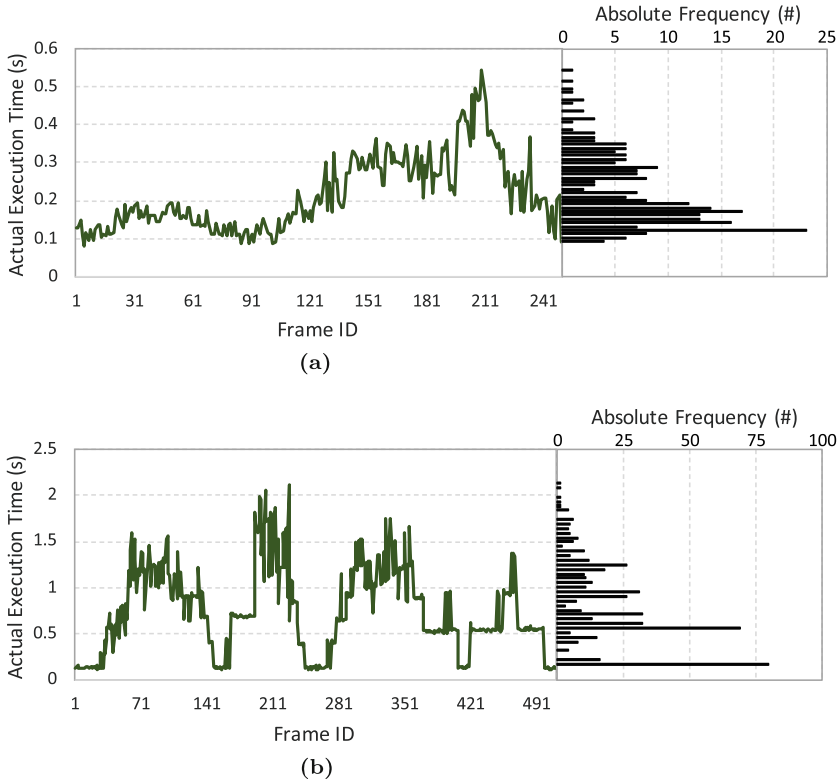 Absolute Frequency (#)
0 5 10 15 20 25
Actual Execution Time (s)
0.6
0.5
0.4
0.3
0.2
0.1
0
1 31 61 91 121 151 181 211 241
Frame ID
(a)
Absolute Frequency (#)
0 25 50 75 100
Actual Execution Time (s)
2.5
2
1.5
1
0.5
0
1 71 141 211 281 351 421 491
Frame ID
(b)